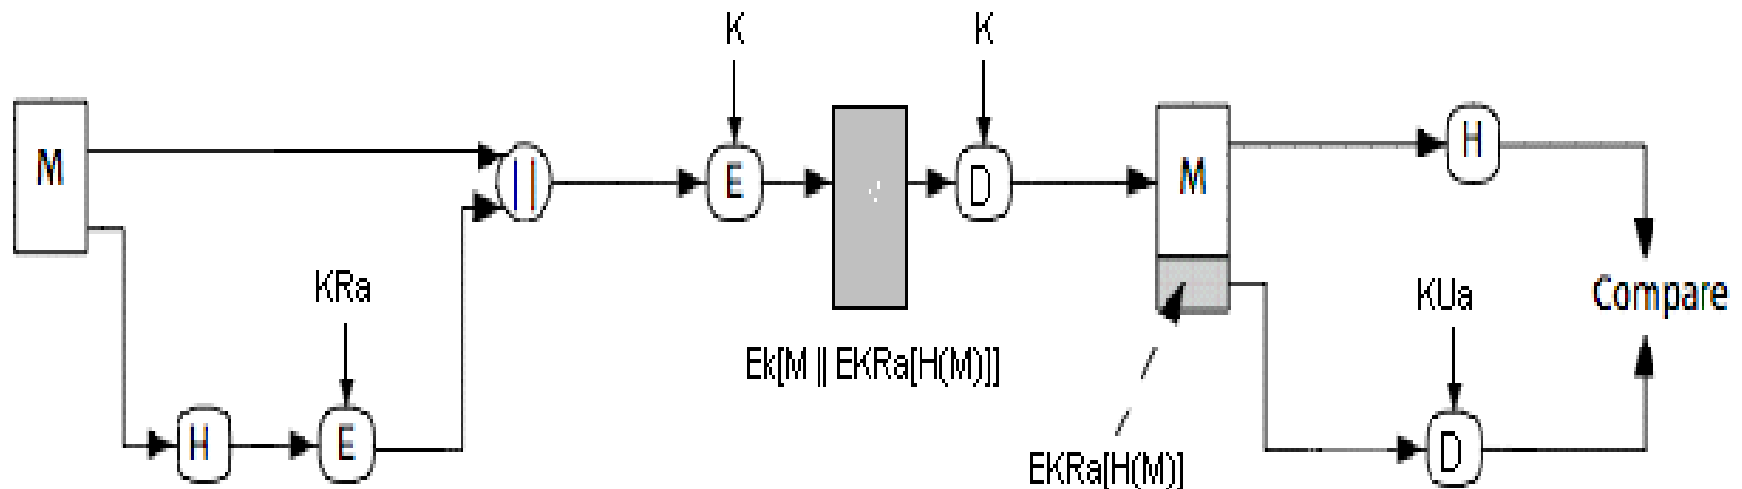 K
K
M
||
E
D
M
H
KRa
KUa
Compare
Ek[M || EKRa[H(M)]]
H
E
D
EKRa[H(M)]